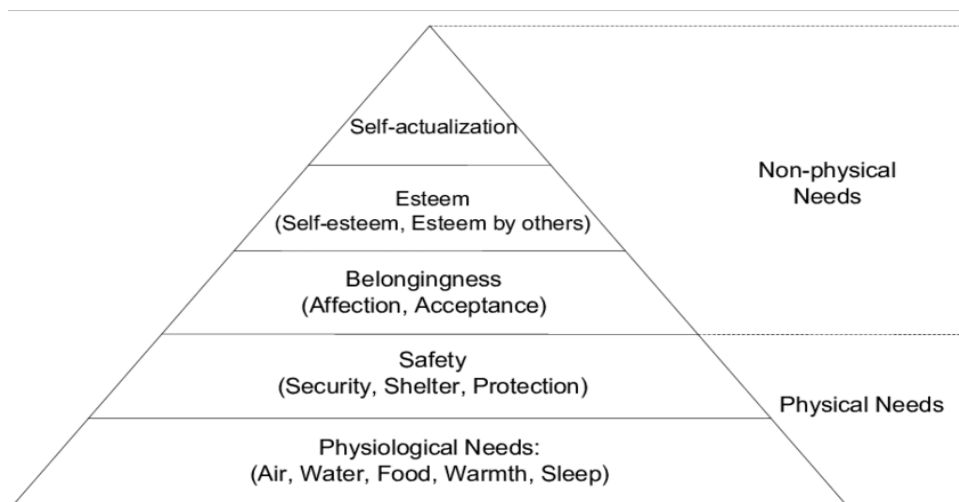 Self-actualization
Non-physical
Needs
Esteem
(Self-esteem, Esteem by others)
Belongingness
(Affection, Acceptance)
Safety
(Security, Shelter, Protection)
Physical Needs
Physiological Needs:
(Air, Water, Food, Warmth, Sleep)